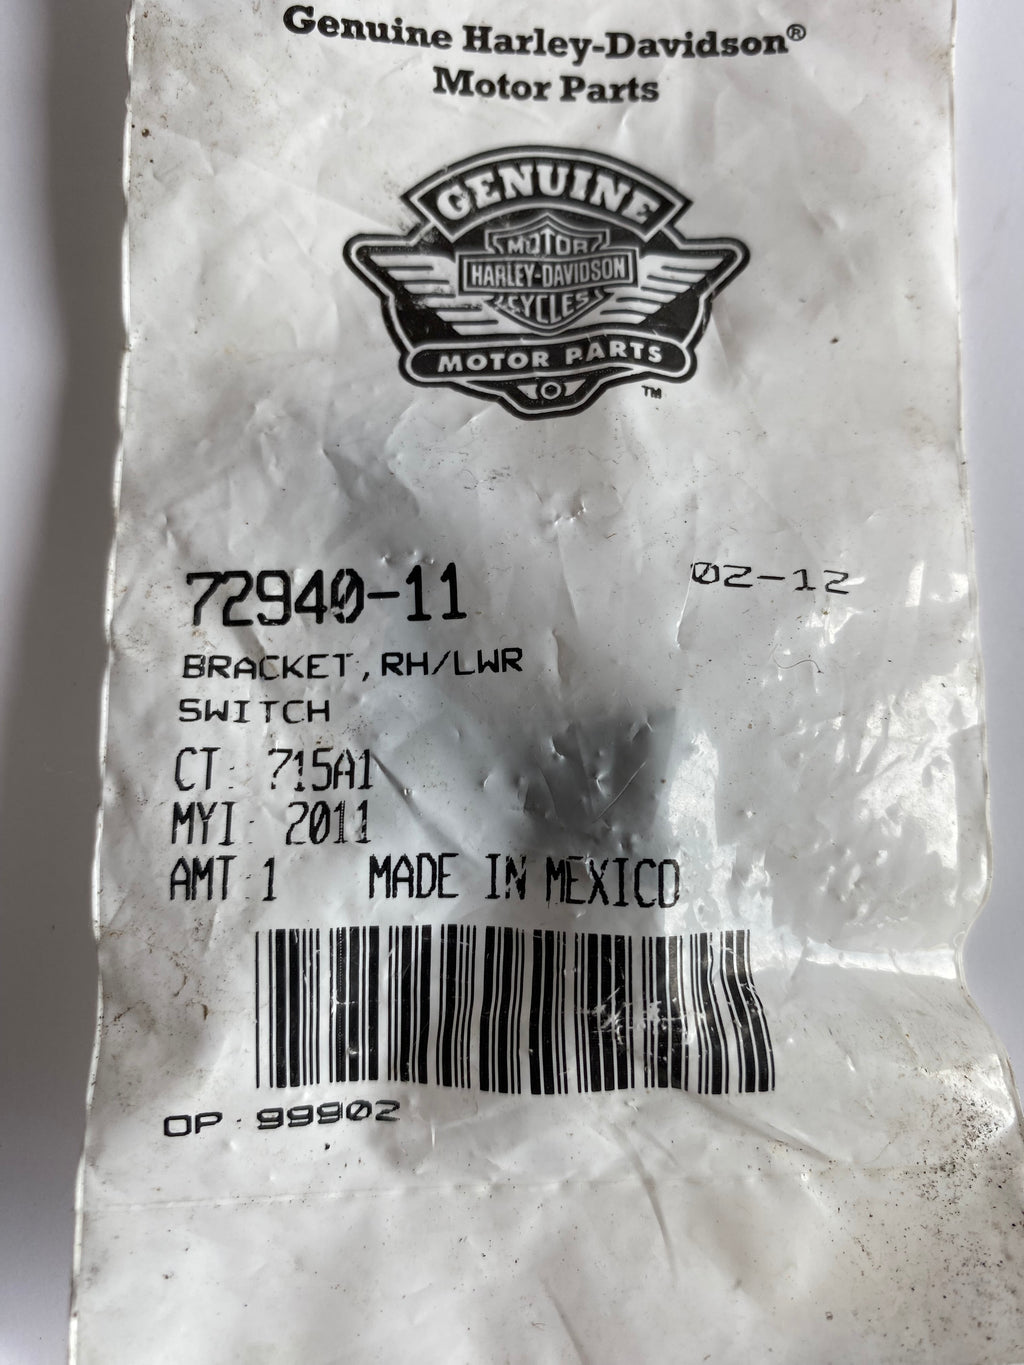 Genuine Harley-Davidson®
Motor Parts
GENUINE
MOTOR
HARLEY-DAVIDSON
CYCLES
MOTOR PARTS
™
72940-11
02-12
BRACKET,RH/LWR
SWITCH
CT: 715A1
MYI: 2011
AMT:1 MADE IN MEXICO
OP: 99902